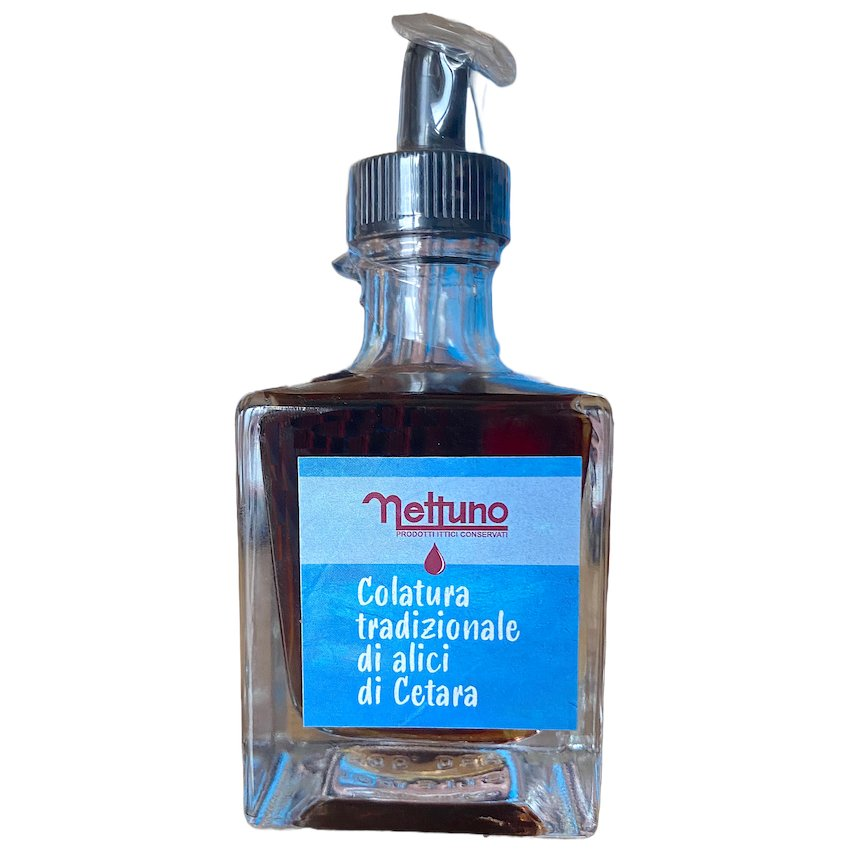 Nettuno
PRODOTTI ITTICI CONSERVATI
Colatura
tradizionale
di alici
di Cetara